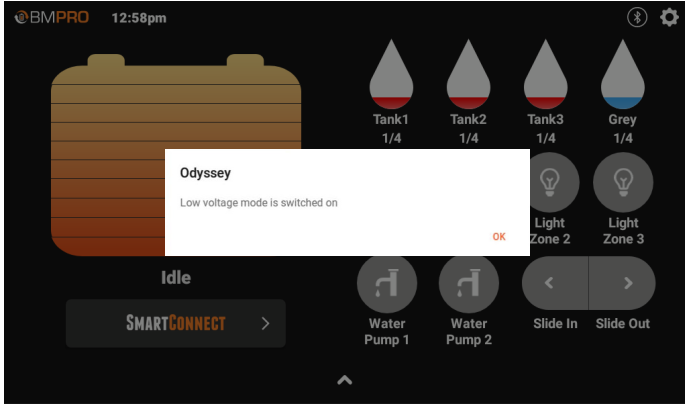 BMPRO 12:58pm
Tank1 Tank2 Tank3 Grey
1/4 1/4 1/4 1/4
Odyssey
Low voltage mode is switched on
OK
Light Light
Zone 2 Zone 3
Idle
SMARTCONNECT
Water Water Slide In Slide Out
Pump 1 Pump 2